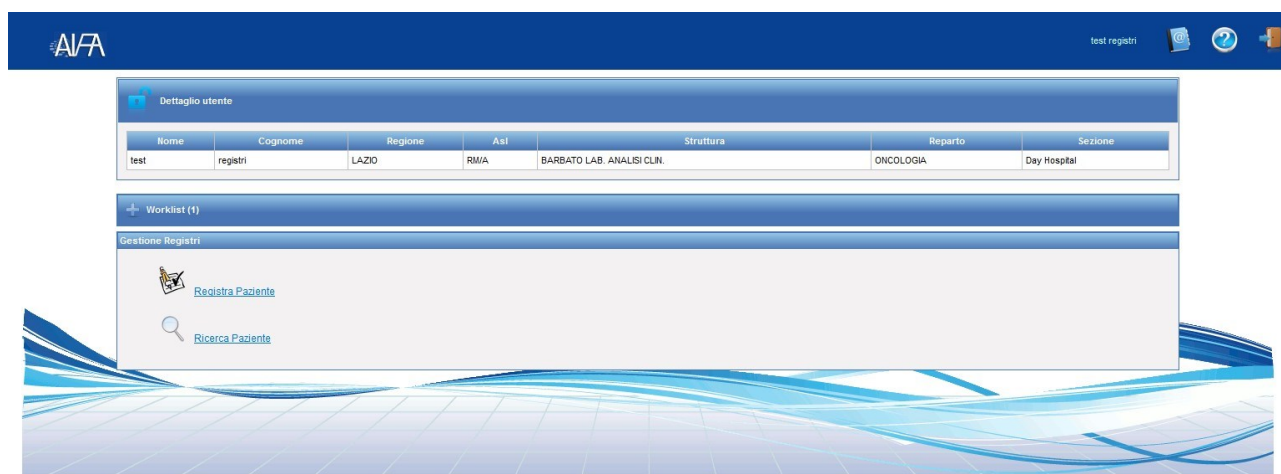 AIFA
test registri
Dettaglio utente
Nome Cognome Regione Asl Struttura Reparto Sezione
test registri LAZIO RM/A BARBATO LAB. ANALISI CLIN. ONCOLOGIA Day Hospital
Worklist (1)
Gestione Registri
Registra Paziente
Ricerca Paziente